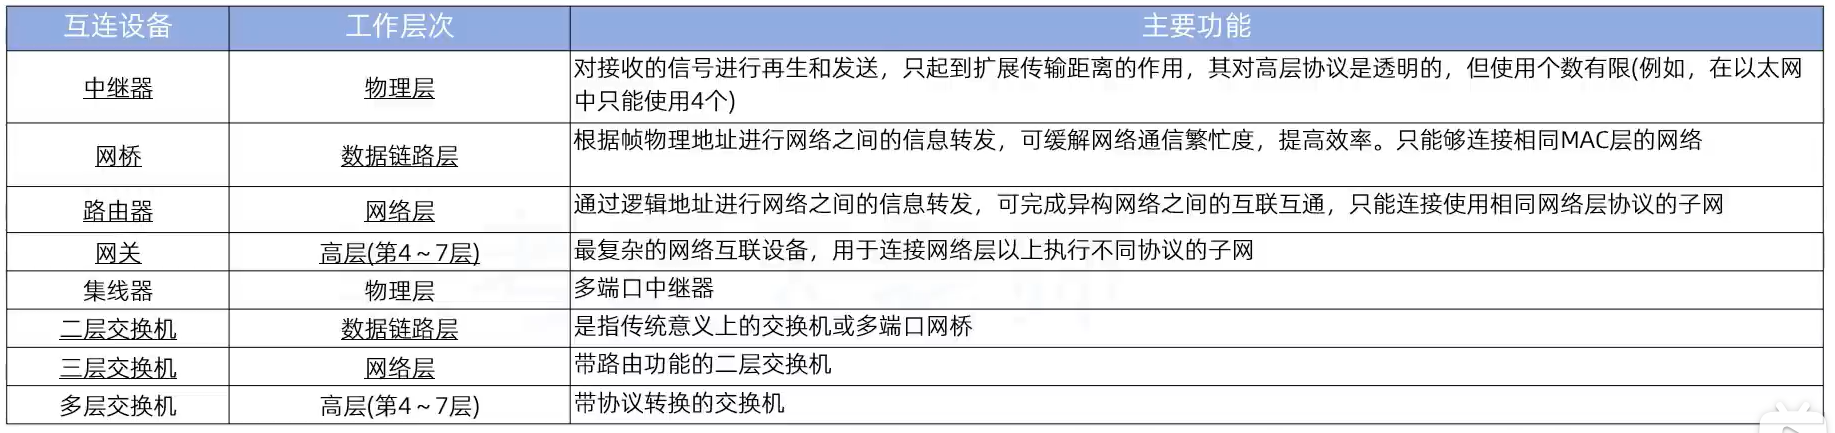 互连设备 工作层次 主要功能
中继器 物理层 对接收的信号进行再生和发送，只起到扩展传输距离的作用，其对高层协议是透明的，但使用个数有限(例如，在以太网
中只能使用4个)
网桥 数据链路层 根据帧物理地址进行网络之间的信息转发，可缓解网络通信繁忙度，提高效率。只能够连接相同MAC层的网络
路由器 网络层 通过逻辑地址进行网络之间的信息转发，可完成异构网络之间的互联互通，只能连接使用相同网络层协议的子网
网关 高层(第4～7层) 最复杂的网络互联设备，用于连接网络层以上执行不同协议的子网
集线器 物理层 多端口中继器
二层交换机 数据链路层 是指传统意义上的交换机或多端口网桥
三层交换机 网络层 带路由功能的二层交换机
多层交换机 高层(第4～7层) 带协议转换的交换机